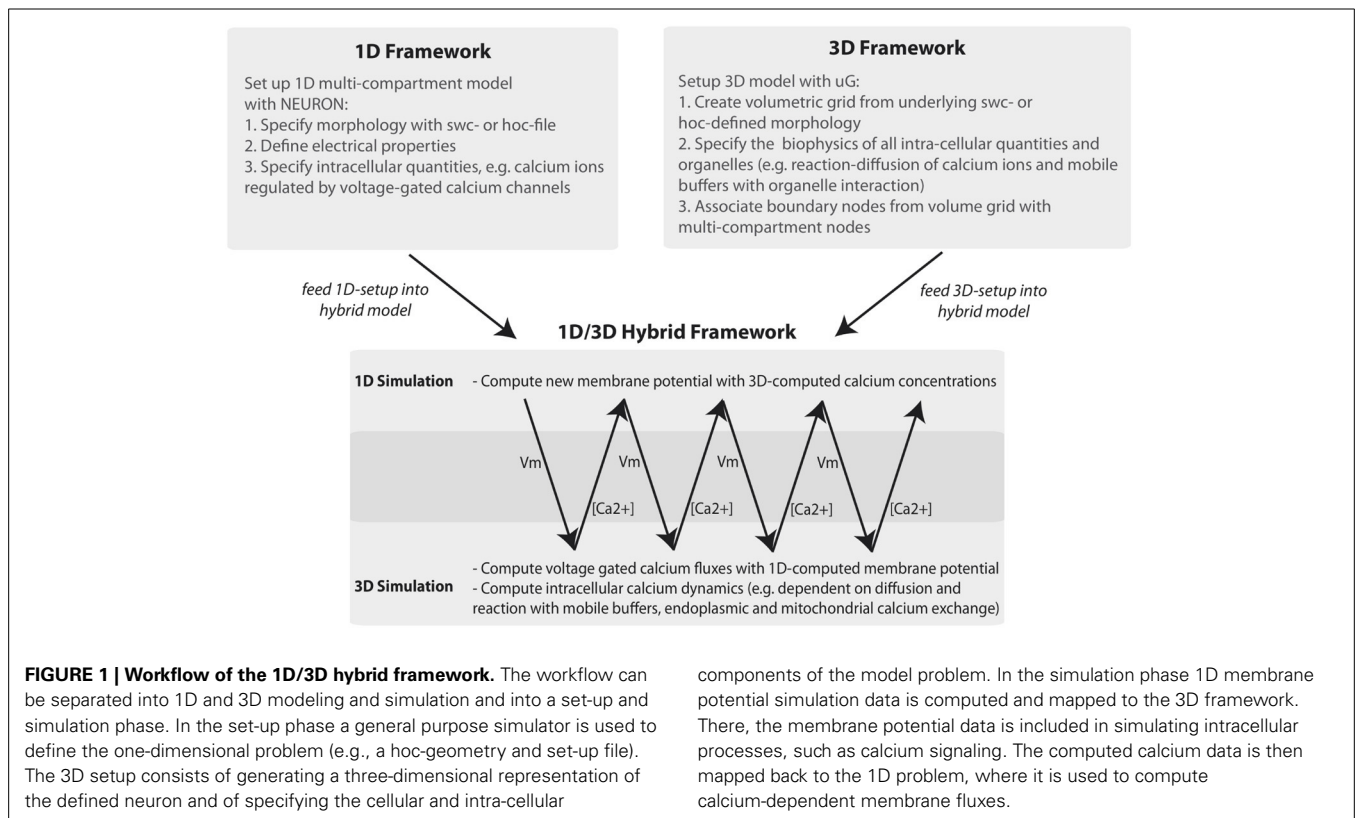 1D Framework
Set up 1D multi-compartment model
with NEURON:
1. Specify morphology with swc- or hoc-file
2. Define electrical properties
3. Specify intracellular quantities, e.g. calcium ions
regulated by voltage-gated calcium channels
3D Framework
Setup 3D model with uG:
1. Create volumetric grid from underlying swc- or
hoc-defined morphology
2. Specify the biophysics of all intra-cellular quantities and
organelles (e.g. reaction-diffusion of calcium ions and mobile
buffers with organelle interaction)
3. Associate boundary nodes from volume grid with
multi-compartment nodes
feed 1D-setup into
hybrid model
feed 3D-setup into
hybrid model
1D/3D Hybrid Framework
1D Simulation - Compute new membrane potential with 3D-computed calcium concentrations
Vm Vm Vm Vm
[Ca2+] [Ca2+] [Ca2+] [Ca2+]
- Compute voltage gated calcium fluxes with 1D-computed membrane potential
3D Simulation - Compute intracellular calcium dynamics (e.g. dependent on diffusion and
reaction with mobile buffers, endoplasmic and mitochondrial calcium exchange)
FIGURE 1 | Workflow of the 1D/3D hybrid framework. The workflow can
be separated into 1D and 3D modeling and simulation and into a set-up and
simulation phase. In the set-up phase a general purpose simulator is used to
define the one-dimensional problem (e.g., a hoc-geometry and set-up file).
The 3D setup consists of generating a three-dimensional representation of
the defined neuron and of specifying the cellular and intra-cellular
components of the model problem. In the simulation phase 1D membrane
potential simulation data is computed and mapped to the 3D framework.
There, the membrane potential data is included in simulating intracellular
processes, such as calcium signaling. The computed calcium data is then
mapped back to the 1D problem, where it is used to compute
calcium-dependent membrane fluxes.